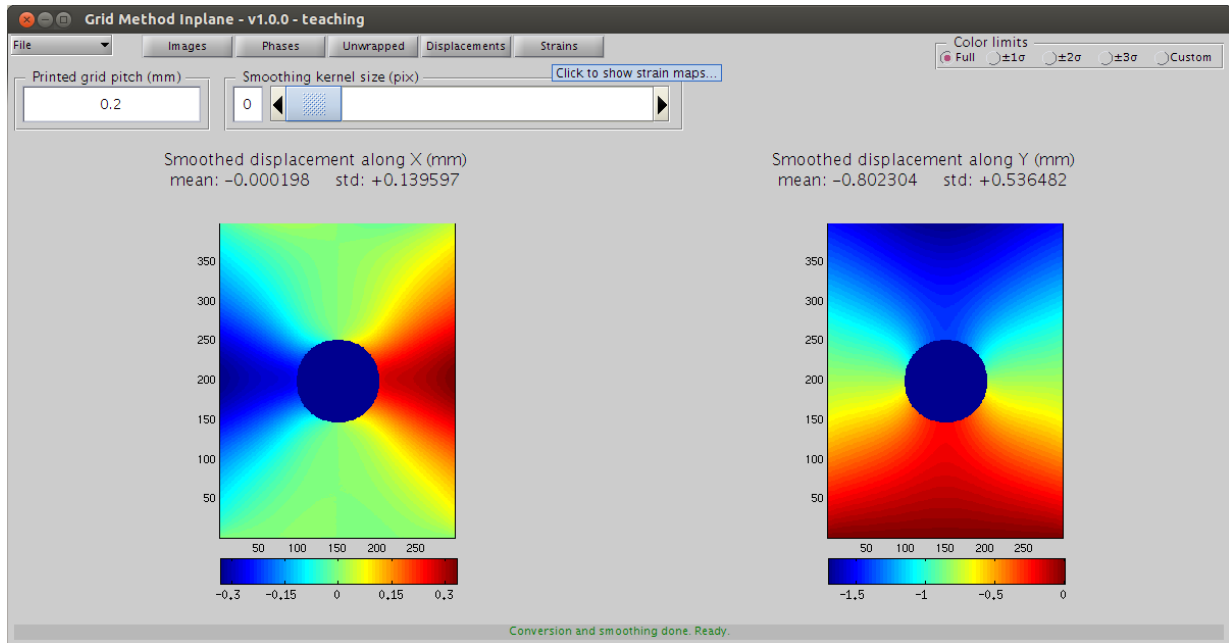 Grid Method Inplane - v1.0.0 - teaching
File Images Phases Unwrapped Displacements Strains
Color limits
Full ±1σ ±2σ ±3σ Custom
Click to show strain maps...
Printed grid pitch (mm)
0.2
Smoothing kernel size (pix)
0
Smoothed displacement along X (mm)
mean: -0.000198 std: +0.139597
350
300
250
200
150
100
50
50 100 150 200 250
-0.3 -0.15 0 0.15 0.3
Smoothed displacement along Y (mm)
mean: -0.802304 std: +0.536482
350
300
250
200
150
100
50
50 100 150 200 250
-1.5 -1 -0.5 0
Conversion and smoothing done. Ready.